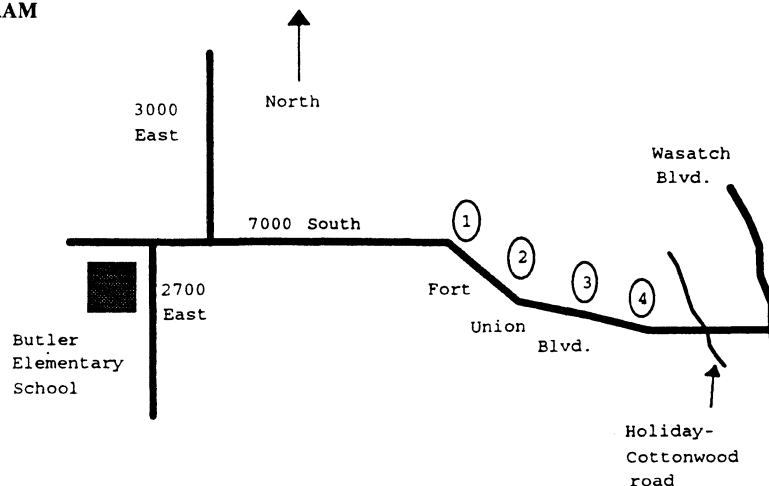 RAM
3000
East
North
Wasatch
Blvd.
7000 South
1
2
3
4
2700
East
Fort
Union
Blvd.
Butler
Elementary
School
Holiday-
Cottonwood
road